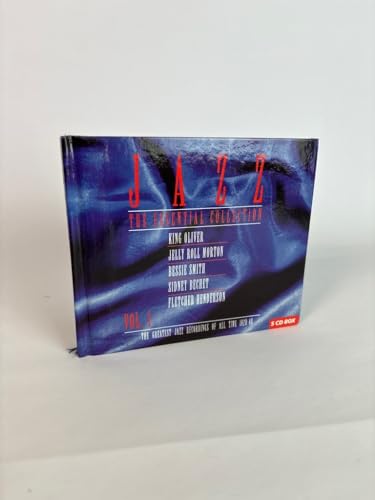 JAZZ
THE ESSENTIAL COLLECTION
KING OLIVER
JELLY ROLL MORTON
BESSIE SMITH
SIDNEY BECHET
FLETCHER HENDERSON
VOL
THE GREATEST JAZZ RECORDINGS OF ALL TIME
5 CD-BOX